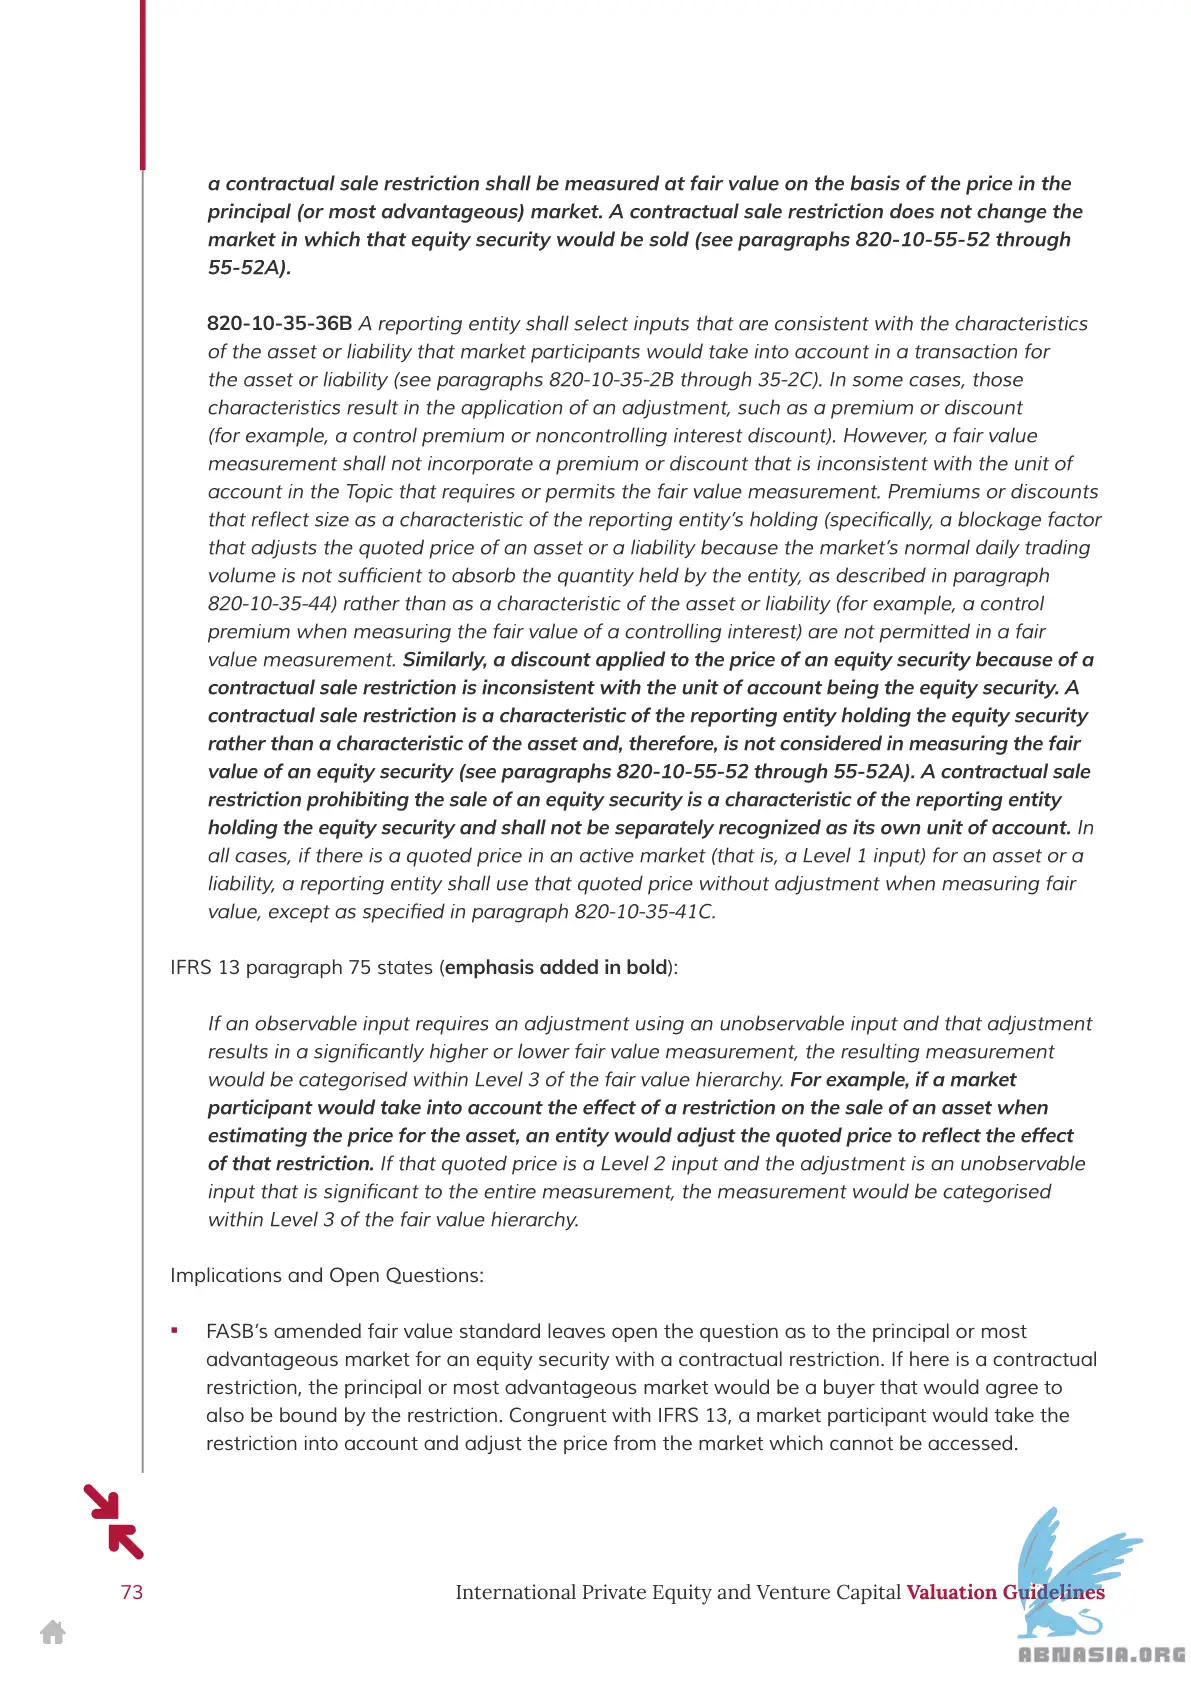 a contractual sale restriction shall be measured at fair value on the basis of the price in the
principal (or most advantageous) market. A contractual sale restriction does not change the
market in which that equity security would be sold (see paragraphs 820-10-55-52 through
55-52A).
820-10-35-36B A reporting entity shall select inputs that are consistent with the characteristics
of the asset or liability that market participants would take into account in a transaction for
the asset or liability (see paragraphs 820-10-35-2B through 35-2C). In some cases, those
characteristics result in the application of an adjustment, such as a premium or discount
(for example, a control premium or noncontrolling interest discount). However, a fair value
measurement shall not incorporate a premium or discount that is inconsistent with the unit of
account in the Topic that requires or permits the fair value measurement. Premiums or discounts
that reflect size as a characteristic of the reporting entity’s holding (specifically, a blockage factor
that adjusts the quoted price of an asset or a liability because the market’s normal daily trading
volume is not sufficient to absorb the quantity held by the entity, as described in paragraph
820-10-35-44) rather than as a characteristic of the asset or liability (for example, a control
premium when measuring the fair value of a controlling interest) are not permitted in a fair
value measurement. Similarly, a discount applied to the price of an equity security because of a
contractual sale restriction is inconsistent with the unit of account being the equity security. A
contractual sale restriction is a characteristic of the reporting entity holding the equity security
rather than a characteristic of the asset and, therefore, is not considered in measuring the fair
value of an equity security (see paragraphs 820-10-55-52 through 55-52A). A contractual sale
restriction prohibiting the sale of an equity security is a characteristic of the reporting entity
holding the equity security and shall not be separately recognized as its own unit of account. In
all cases, if there is a quoted price in an active market (that is, a Level 1 input) for an asset or a
liability, a reporting entity shall use that quoted price without adjustment when measuring fair
value, except as specified in paragraph 820-10-35-41C.
IFRS 13 paragraph 75 states (emphasis added in bold):
If an observable input requires an adjustment using an unobservable input and that adjustment
results in a significantly higher or lower fair value measurement, the resulting measurement
would be categorised within Level 3 of the fair value hierarchy. For example, if a market
participant would take into account the effect of a restriction on the sale of an asset when
estimating the price for the asset, an entity would adjust the quoted price to reflect the effect
of that restriction. If that quoted price is a Level 2 input and the adjustment is an unobservable
input that is significant to the entire measurement, the measurement would be categorised
within Level 3 of the fair value hierarchy.
Implications and Open Questions:
▪ FASB’s amended fair value standard leaves open the question as to the principal or most
advantageous market for an equity security with a contractual restriction. If here is a contractual
restriction, the principal or most advantageous market would be a buyer that would agree to
also be bound by the restriction. Congruent with IFRS 13, a market participant would take the
restriction into account and adjust the price from the market which cannot be accessed.
73
International Private Equity and Venture Capital Valuation Guidelines
ABNASIA.ORG